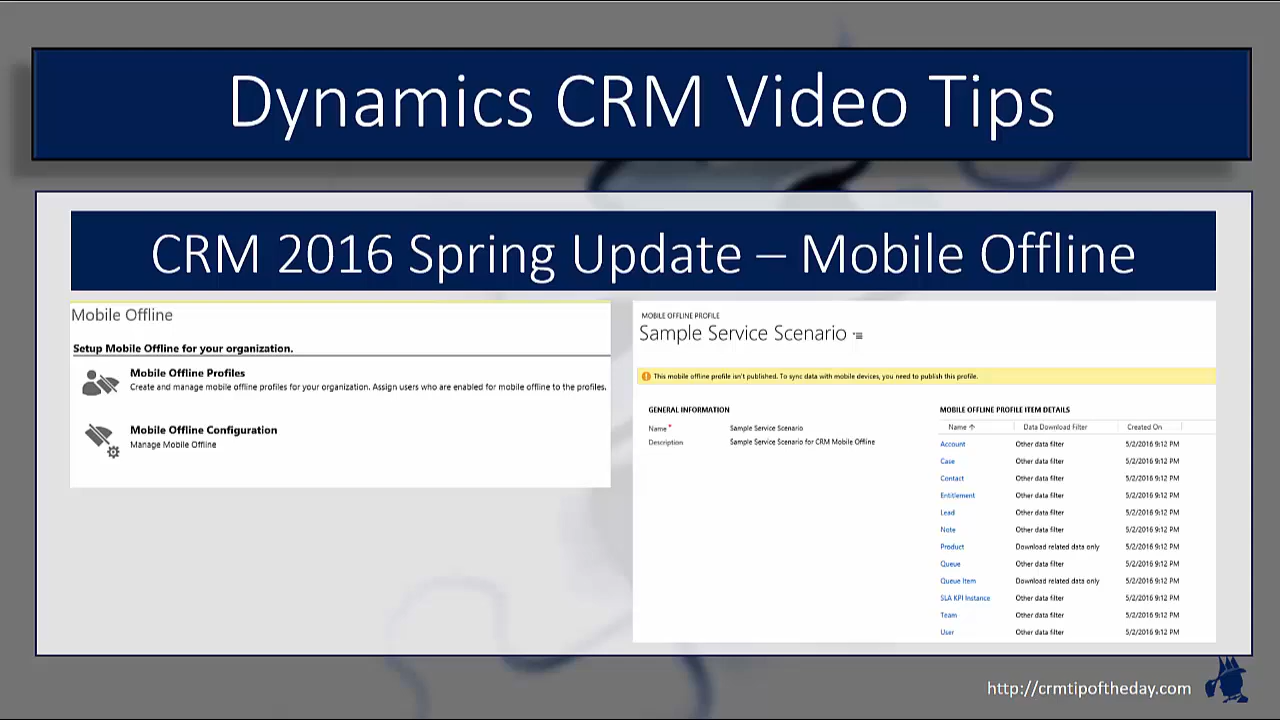 Dynamics CRM Video Tips
CRM 2016 Spring Update – Mobile Offline
Mobile Offline
Setup Mobile Offline for your organization.
Mobile Offline Profiles
Create and manage mobile offline profiles for your organization. Assign users who are enabled for mobile offline to the profiles.
Mobile Offline Configuration
Manage Mobile Offline
MOBILE OFFLINE PROFILE
Sample Service Scenario
This mobile offline profile isn't published. To sync data with mobile devices, you need to publish this profile.
GENERAL INFORMATION
Name * Sample Service Scenario
Description Sample Service Scenario for CRM Mobile Offline
MOBILE OFFLINE PROFILE ITEM DETAILS
Name ↑ Data Download Filter Created On
Account Other data filter 5/2/2016 9:12 PM
Case Other data filter 5/2/2016 9:12 PM
Contact Other data filter 5/2/2016 9:12 PM
Entitlement Other data filter 5/2/2016 9:12 PM
Lead Other data filter 5/2/2016 9:12 PM
Note Other data filter 5/2/2016 9:12 PM
Product Download related data only 5/2/2016 9:12 PM
Queue Other data filter 5/2/2016 9:12 PM
Queue Item Download related data only 5/2/2016 9:12 PM
SLA KPI Instance Other data filter 5/2/2016 9:12 PM
Team Other data filter 5/2/2016 9:12 PM
User Other data filter 5/2/2016 9:12 PM
http://crmtipoftheday.com